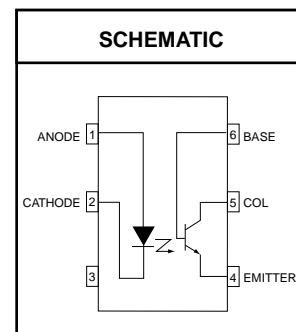 SCHEMATIC
ANODE 1
6 BASE
CATHODE 2
5 COL
3
4 EMITTER